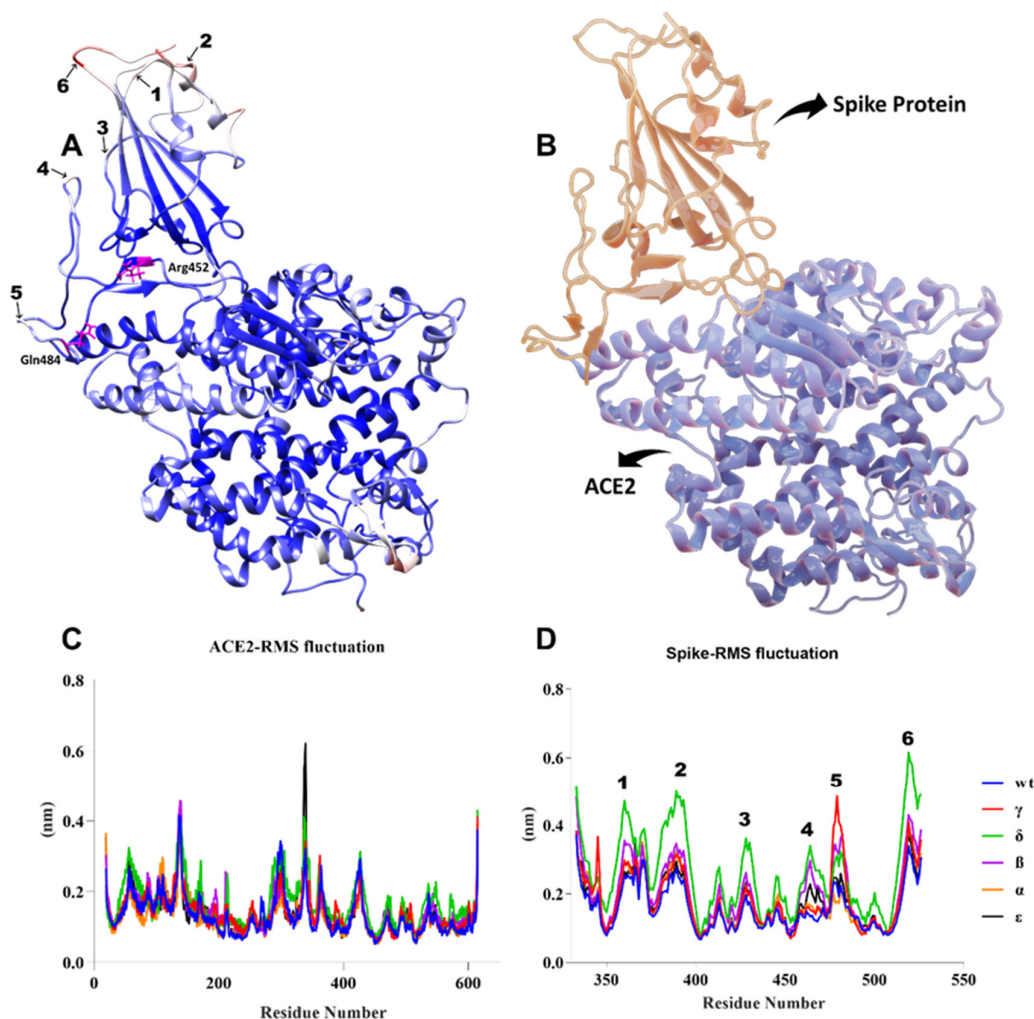 2
6
1
3
A
4
Arg452
5
Gln484
B
Spike Protein
ACE2
C
ACE2-RMS fluctuation
0.8
0.6
0.4
0.2
0.0
(nm)
0
200
400
600
Residue Number
D
Spike-RMS fluctuation
0.8
0.6
0.4
0.2
0.0
(nm)
1
2
3
4
5
6
350
400
450
500
550
Residue Number
wt
γ
δ
β
α
ε